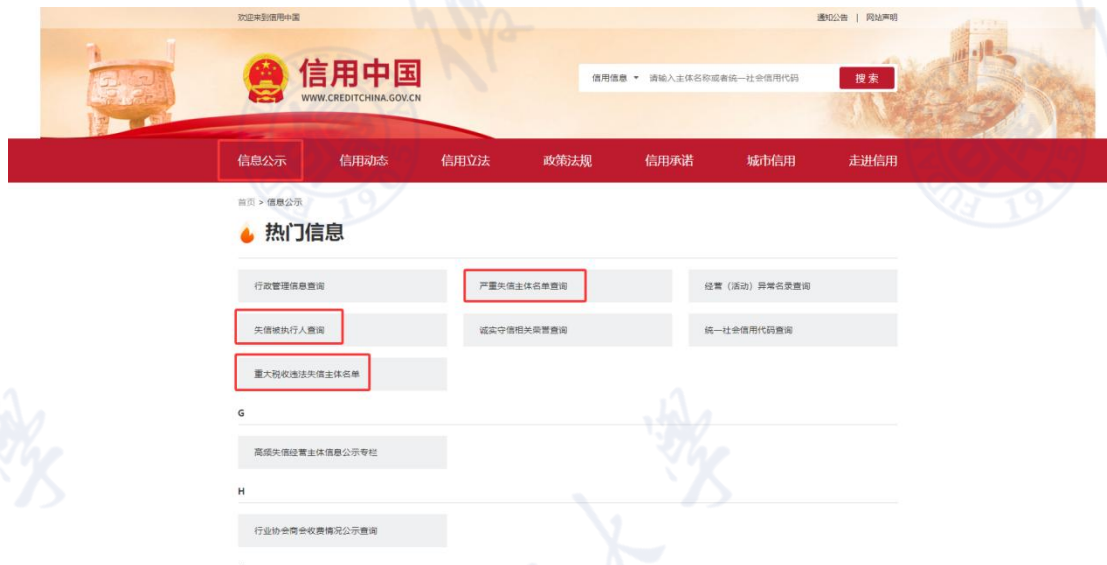 欢迎来到信用中国
通知公告 | 网站声明
信用中国
WWW.CREDITCHINA.GOV.CN
信用信息 请输入主体名称或者统一社会信用代码 搜索
信息公示 信用动态 信用立法 政策法规 信用承诺 城市信用 走进信用
首页 > 信息公示
热门信息
行政管理信息查询 严重失信主体名单查询 经营（活动）异常名录查询
失信被执行人查询 诚实守信相关荣誉查询 统一社会信用代码查询
重大税收违法失信主体名单
G
高频失信经营主体信息公示专栏
H
行业协会商会收费情况公示查询